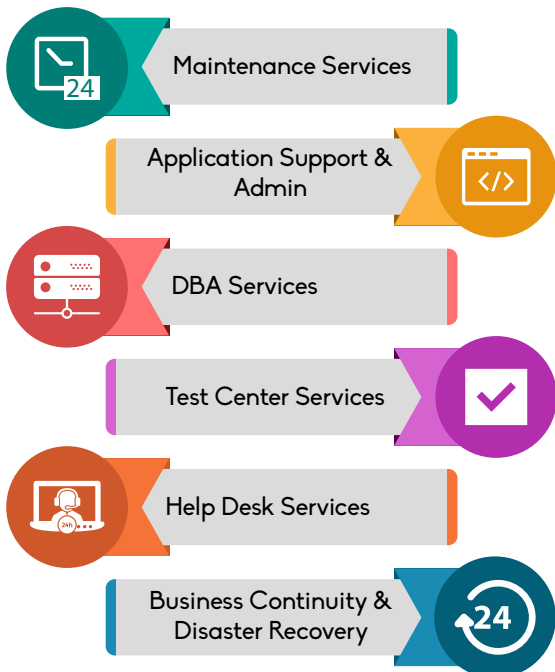 24
Maintenance Services
Application Support &
Admin
</>
DBA Services
Test Center Services
24h
Help Desk Services
Business Continuity &
Disaster Recovery
24